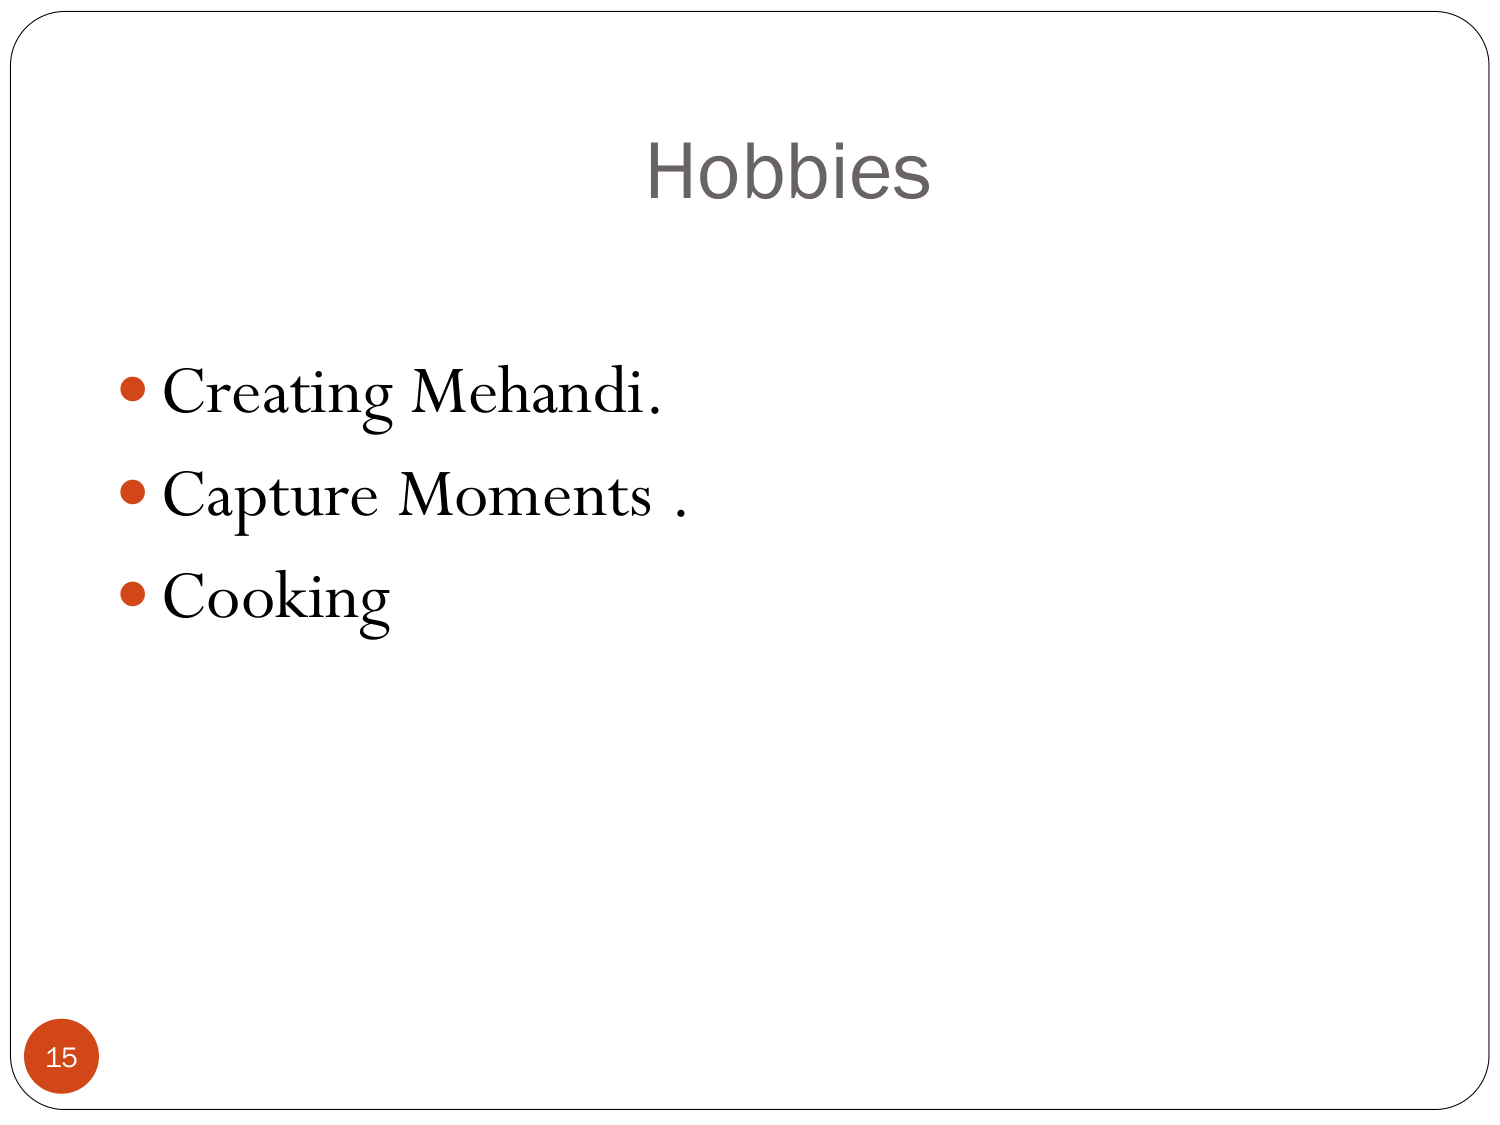 Hobbies
• Creating Mehandi.
• Capture Moments .
• Cooking
15